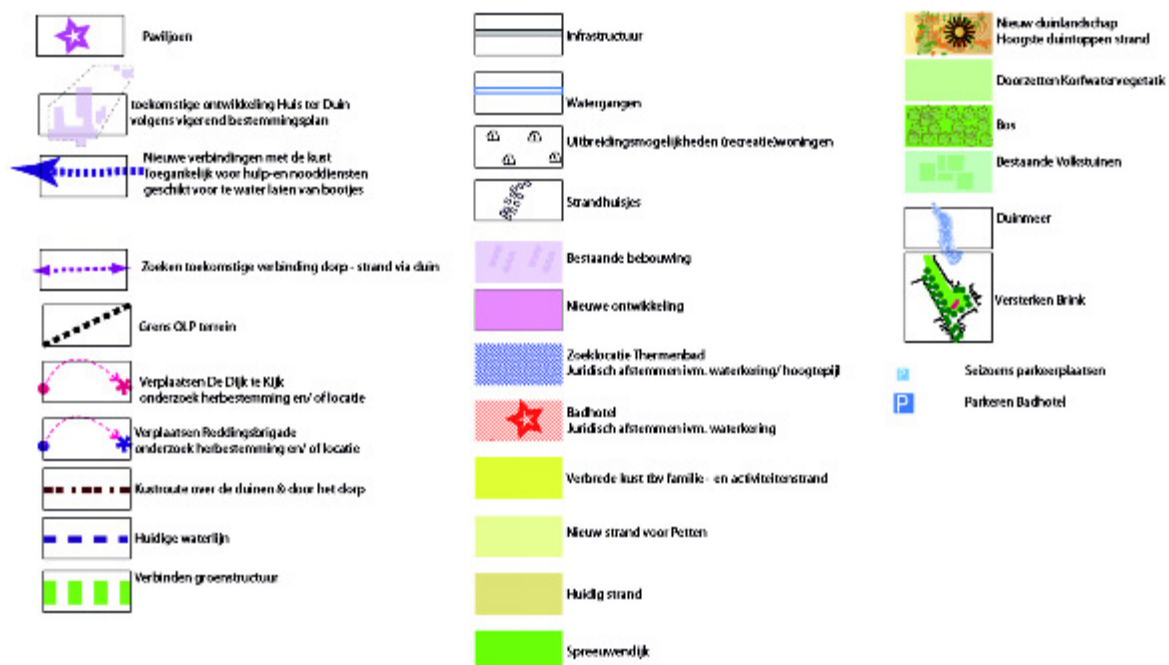 Paviljoen
toekomstige ontwikkeling Huis ter Duin
volgens vigerend bestemmingsplan
Nieuwe verbindingen met de kust
Toegankelijk voor hulp-en nooddiensten
geschikt voor te water laten van bootjes
Zoeken toekomstige verbinding dorp - strand via duin
Grens OLP terrein
Verplaatsen De Dijk te Kijk
onderzoek herbestemming en/ of locatie
Verplaatsen Reddingsbrigade
onderzoek herbestemming en/ of locatie
Kustroute over de duinen & door het dorp
Huidige waterlijn
Verbinden groenstructuur
Infrastructuur
Watergangen
Uitbreidingsmogelijkheden (recreatie)woningen
Strandhuisjes
Bestaande bebouwing
Nieuwe ontwikkeling
Zoeklocatie Thermenbad
Juridisch afstemmen ivm. waterkering/ hoogtepijl
Badhotel
Juridisch afstemmen ivm. waterkering
Verbrede kust tbv familie - en activiteitenstrand
Nieuw strand voor Petten
Huidig strand
Spreeuwendijk
Nieuw duinlandschap
Hoogste duintoppen strand
Doorzetten Korfwatervegetatie
Bos
Bestaande Volkstuinen
Duinmeer
Versterken Brink
P Seizoens parkeerplaatsen
P Parkeren Badhotel